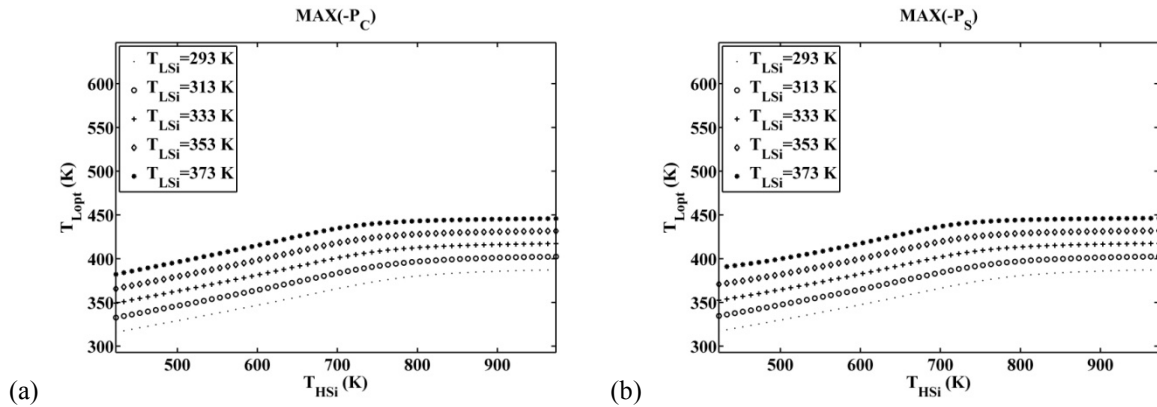 MAX(-P_C)
T_LSi=293 K
T_LSi=313 K
T_LSi=333 K
T_LSi=353 K
T_LSi=373 K
T_Lopt (K)
600
550
500
450
400
350
300
500 600 700 800 900
T_HSi (K)
(a)
MAX(-P_S)
T_LSi=293 K
T_LSi=313 K
T_LSi=333 K
T_LSi=353 K
T_LSi=373 K
T_Lopt (K)
600
550
500
450
400
350
300
500 600 700 800 900
T_HSi (K)
(b)